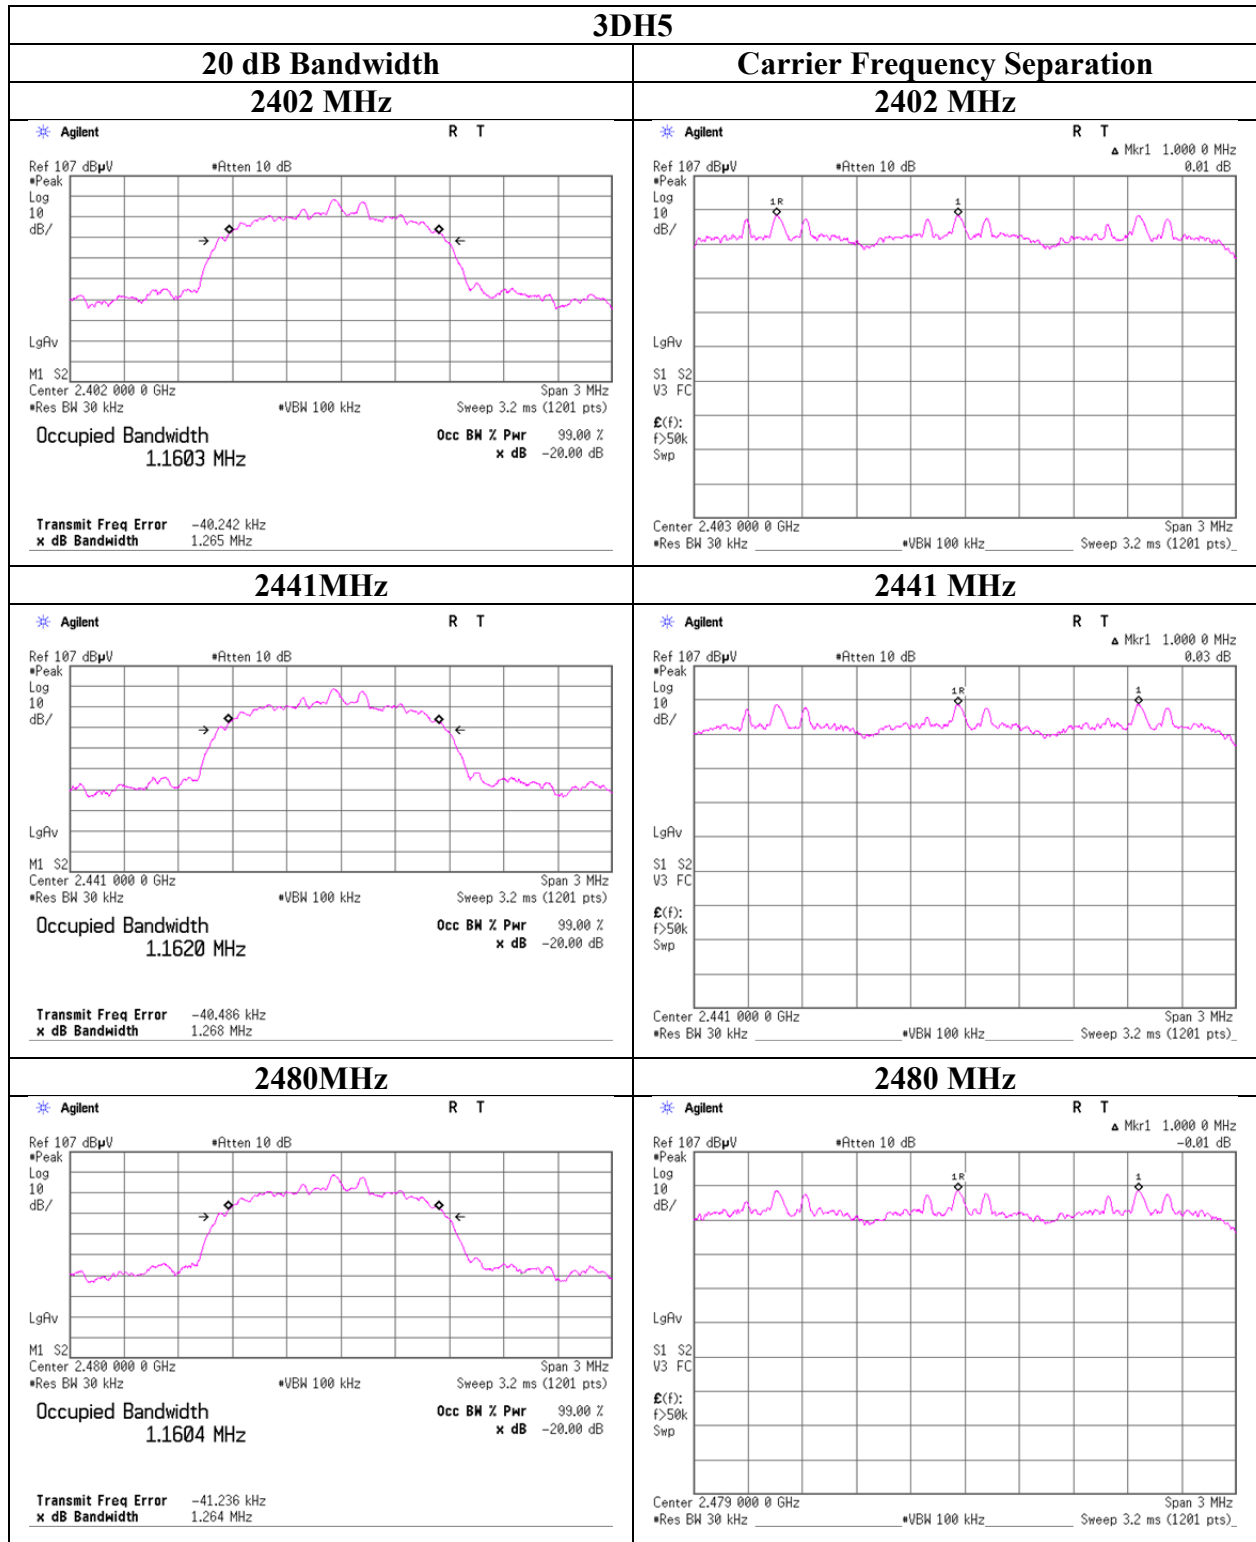 3DH5
20 dB Bandwidth
Carrier Frequency Separation
2402 MHz
2402 MHz
Agilent
R T
Ref 107 dBµV
#Atten 10 dB
#Peak
Log
10
dB/
LgAv
M1 S2
Center 2.402 000 0 GHz
Span 3 MHz
#Res BW 30 kHz
#VBW 100 kHz
Sweep 3.2 ms (1201 pts)
Occupied Bandwidth
1.1603 MHz
Occ BW % Pwr 99.00 %
x dB -20.00 dB
Transmit Freq Error -40.242 kHz
x dB Bandwidth 1.265 MHz
Agilent
R T
Δ Mkr1 1.000 0 MHz
Ref 107 dBµV
#Atten 10 dB
0.01 dB
#Peak
Log
10
dB/
1R
1
LgAv
S1 S2
V3 FC
£(f):
f>50k
Swp
Center 2.403 000 0 GHz
Span 3 MHz
#Res BW 30 kHz
#VBW 100 kHz
Sweep 3.2 ms (1201 pts)
2441MHz
2441 MHz
Agilent
R T
Ref 107 dBµV
#Atten 10 dB
#Peak
Log
10
dB/
LgAv
M1 S2
Center 2.441 000 0 GHz
Span 3 MHz
#Res BW 30 kHz
#VBW 100 kHz
Sweep 3.2 ms (1201 pts)
Occupied Bandwidth
1.1620 MHz
Occ BW % Pwr 99.00 %
x dB -20.00 dB
Transmit Freq Error -40.486 kHz
x dB Bandwidth 1.268 MHz
Agilent
R T
Δ Mkr1 1.000 0 MHz
Ref 107 dBµV
#Atten 10 dB
0.03 dB
#Peak
Log
10
dB/
1R
1
LgAv
S1 S2
V3 FC
£(f):
f>50k
Swp
Center 2.441 000 0 GHz
Span 3 MHz
#Res BW 30 kHz
#VBW 100 kHz
Sweep 3.2 ms (1201 pts)
2480MHz
2480 MHz
Agilent
R T
Ref 107 dBµV
#Atten 10 dB
#Peak
Log
10
dB/
LgAv
M1 S2
Center 2.480 000 0 GHz
Span 3 MHz
#Res BW 30 kHz
#VBW 100 kHz
Sweep 3.2 ms (1201 pts)
Occupied Bandwidth
1.1604 MHz
Occ BW % Pwr 99.00 %
x dB -20.00 dB
Transmit Freq Error -41.236 kHz
x dB Bandwidth 1.264 MHz
Agilent
R T
Δ Mkr1 1.000 0 MHz
Ref 107 dBµV
#Atten 10 dB
-0.01 dB
#Peak
Log
10
dB/
1R
1
LgAv
S1 S2
V3 FC
£(f):
f>50k
Swp
Center 2.479 000 0 GHz
Span 3 MHz
#Res BW 30 kHz
#VBW 100 kHz
Sweep 3.2 ms (1201 pts)